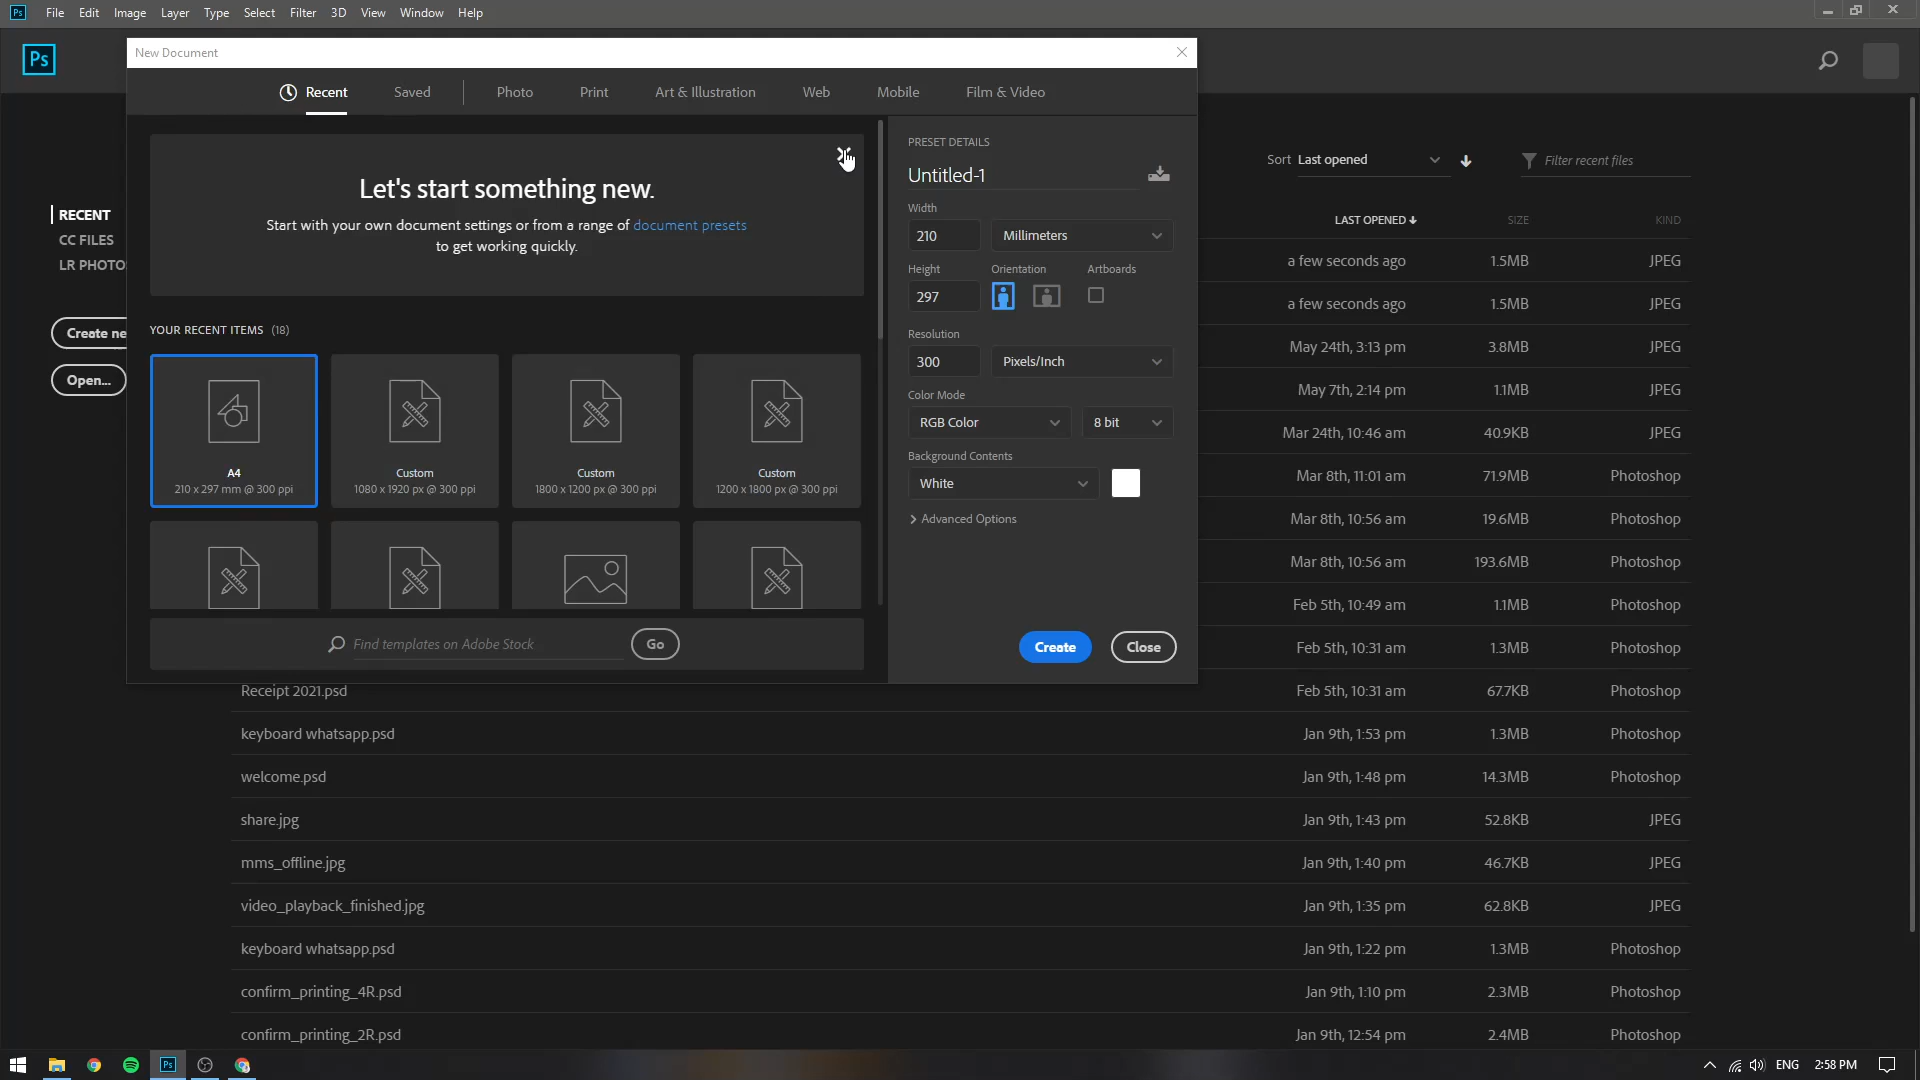 Ps File Edit Image Layer Type Select Filter 3D View Window Help
Ps
New Document
Recent Saved Photo Print Art & Illustration Web Mobile Film & Video
Let's start something new.
Start with your own document settings or from a range of document presets
to get working quickly.
YOUR RECENT ITEMS (18)
A4
210 x 297 mm @ 300 ppi
Custom
1080 x 1920 px @ 300 ppi
Custom
1800 x 1200 px @ 300 ppi
Custom
1200 x 1800 px @ 300 ppi
Find templates on Adobe Stock Go
PRESET DETAILS
Untitled-1
Width
210 Millimeters
Height Orientation Artboards
297
Resolution
300 Pixels/Inch
Color Mode
RGB Color 8 bit
Background Contents
White
Advanced Options
Create Close
RECENT
CC FILES
LR PHOTO
Create ne
Open...
Sort Last opened Filter recent files
LAST OPENED SIZE KIND
a few seconds ago 1.5MB JPEG
a few seconds ago 1.5MB JPEG
May 24th, 3:13 pm 3.8MB JPEG
May 7th, 2:14 pm 1.1MB JPEG
Mar 24th, 10:46 am 40.9KB JPEG
Mar 8th, 11:01 am 71.9MB Photoshop
Mar 8th, 10:56 am 19.6MB Photoshop
Mar 8th, 10:56 am 193.6MB Photoshop
Feb 5th, 10:49 am 1.1MB Photoshop
Feb 5th, 10:31 am 1.3MB Photoshop
Receipt 2021.psd Feb 5th, 10:31 am 67.7KB Photoshop
keyboard whatsapp.psd Jan 9th, 1:53 pm 1.3MB Photoshop
welcome.psd Jan 9th, 1:48 pm 14.3MB Photoshop
share.jpg Jan 9th, 1:43 pm 52.8KB JPEG
mms_offline.jpg Jan 9th, 1:40 pm 46.7KB JPEG
video_playback_finished.jpg Jan 9th, 1:35 pm 62.8KB JPEG
keyboard whatsapp.psd Jan 9th, 1:22 pm 1.3MB Photoshop
confirm_printing_4R.psd Jan 9th, 1:10 pm 2.3MB Photoshop
confirm_printing_2R.psd Jan 9th, 12:54 pm 2.4MB Photoshop
Ps ENG 2:58 PM